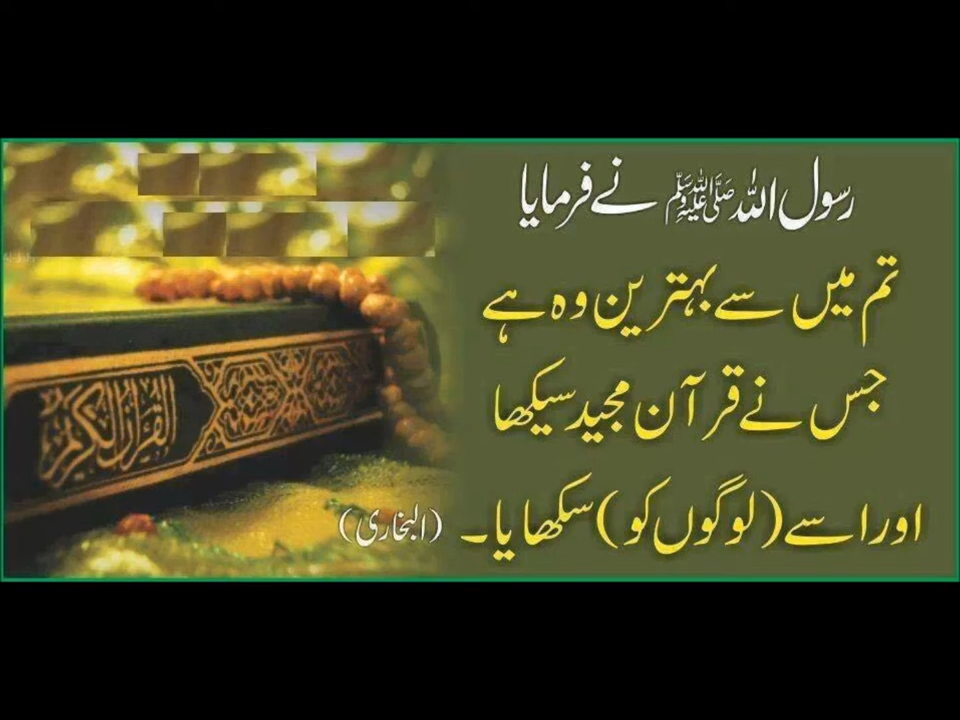 رسول اللہ ﷺ نے فرمایا
تم میں سے بہترین وہ ہے
جس نے قرآن مجید سیکھا
اور اسے (لوگوں کو) سکھایا۔
(البخاری)
القرآن الكريم